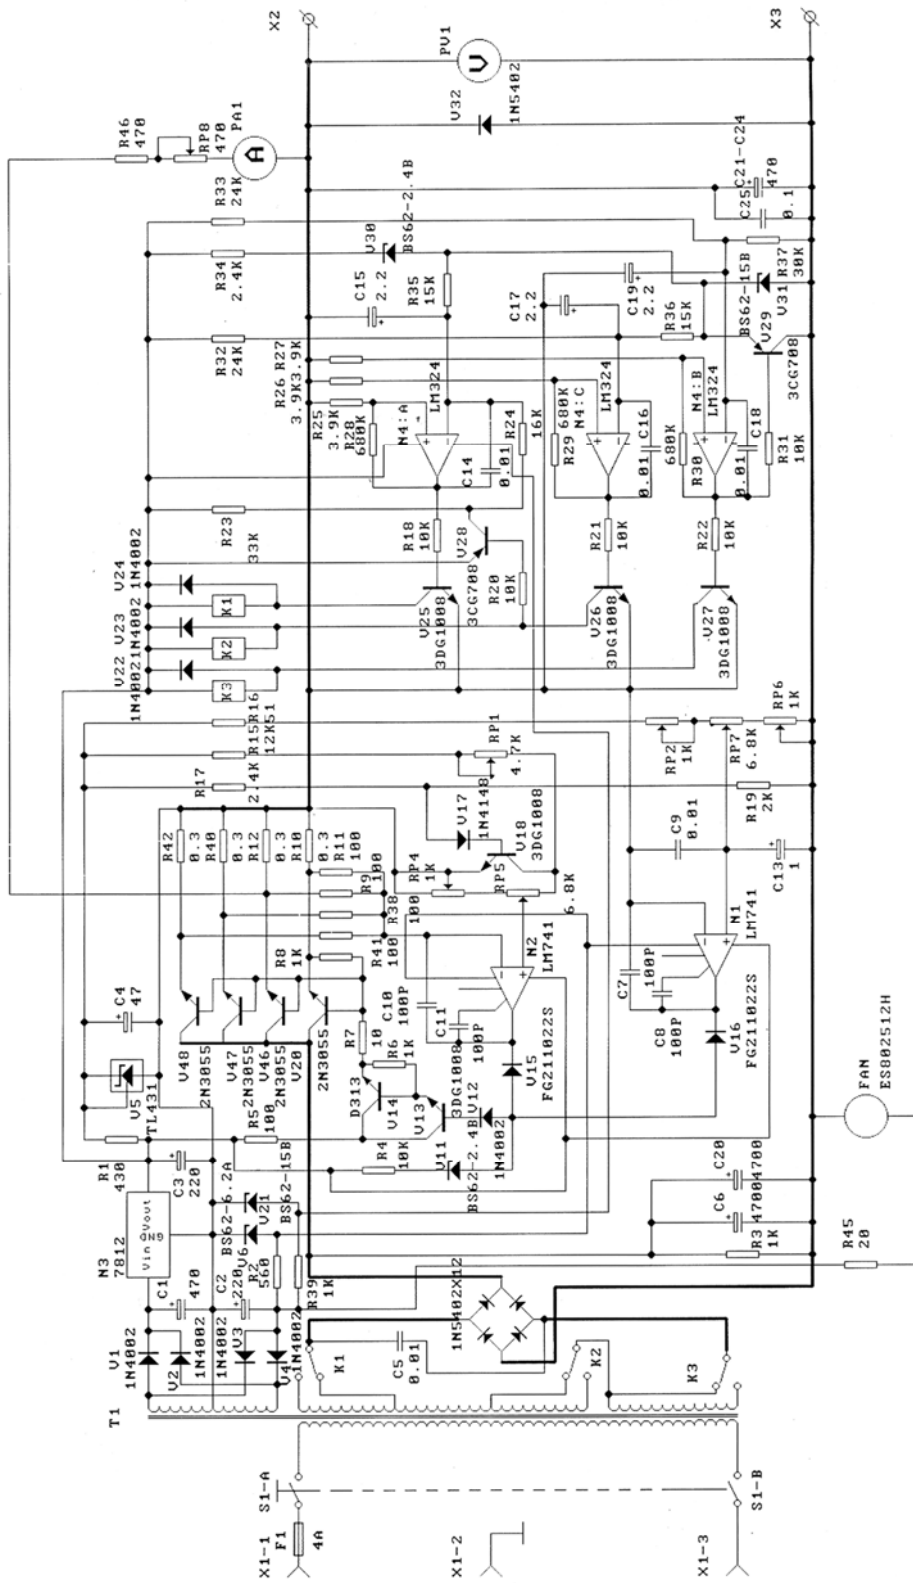 X2
X3
PV1
V
V32
1N5402
R46
470
RP8
470
PA1
A
R33
24K
R34
2.4K
R32
24K
V30
BS62-2.4B
C15
2.2
R35
15K
C21-C24
470
C25
0.1
R37
30K
V31
BS62-15B
V29
3CG708
C17
2.2
C19
2.2
R36
15K
R27
3.9K
R26
3.9K
R25
3.9K
R28
680K
N4:A
LM324
C14
0.01
R24
16K
R29
680K
N4:C
LM324
C16
0.01
680K
R30
N4:B
LM324
C18
0.01
R31
10K
R23
33K
R18
10K
V28
3CG708
R20
10K
R21
10K
R22
10K
V24
1N4002
V23
1N4002
V22
1N4002
K1
K2
K3
V25
3DG1008
V26
3DG1008
V27
3DG1008
R16
51
R15
12K
R17
2.4K
RP1
4.7K
RP2
1K
RP7
6.8K
RP6
1K
R19
2K
V17
1N4148
V18
3DG1008
RP4
1K
RP5
6.8K
R42
0.3
R40
0.3
R12
0.3
R10
0.3
R11
100
R9
100
R38
100
R41
100
R8
1K
C9
0.01
C13
1
N1
LM741
N2
LM741
C7
100P
C8
100P
C10
100P
C11
100P
V16
FG211022S
V15
FG211022S
C4
47
V5
TL431
V48
2N3055
V47
2N3055
V46
2N3055
V20
2N3055
R7
10
R6
1K
D313
V14
3DG1008
V13
V12
1N4002
V11
BS62-2.4B
R5
100
R4
10K
R1
430
C3
220
N3
7812
Vin
Vout
GND
BS62-6.2A
V6
V21
BS62-15B
C1
470
C2
220
R2
560
R39
1K
V1
1N4002
V2
1N4002
V3
1N4002
V4
1N4002
T1
K1
C5
0.01
1N5402X12
K2
K3
R3
1K
C6
4700
C20
4700
R45
20
FAN
ES802512H
S1-A
S1-B
F1
4A
X1-1
X1-2
X1-3